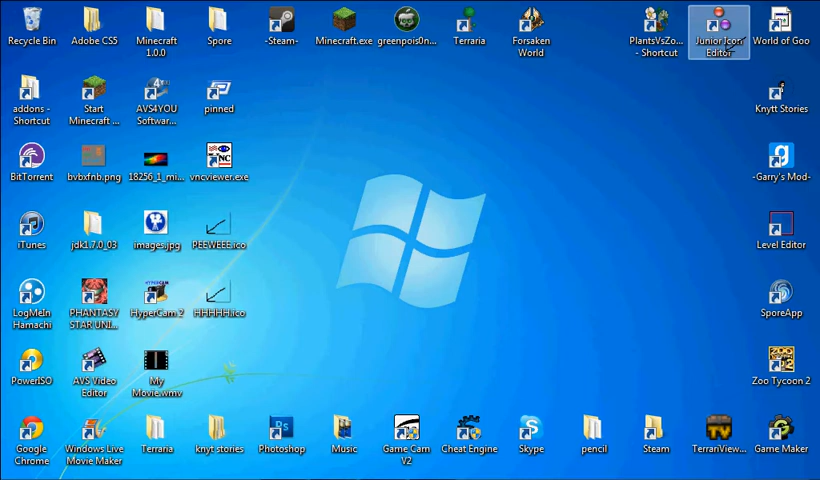 Recycle Bin
Adobe CS5
Minecraft
1.0.0
Spore
-Steam-
Minecraft.exe
greenpois0n...
Terraria
Forsaken
World
PlantsVsZo...
- Shortcut
Junior Icon
Editor
World of Goo
addons -
Shortcut
Start
Minecraft ...
AVS4YOU
Softwar...
pinned
Knytt Stories
BitTorrent
bvbxfnb.png
18256_1_mi...
vncviewer.exe
-Garry's Mod-
iTunes
jdk1.7.0_03
images.jpg
PEEWEEE.ico
Level Editor
LogMeIn
Hamachi
PHANTASY
STAR UNI...
HyperCam 2
HHHHH.ico
SporeApp
PowerISO
AVS Video
Editor
My
Movie.wmv
Zoo Tycoon 2
Google
Chrome
Windows Live
Movie Maker
Terraria
knyt stories
Photoshop
Music
Game Cam
V2
Cheat Engine
Skype
pencil
Steam
TerrariView...
Game Maker